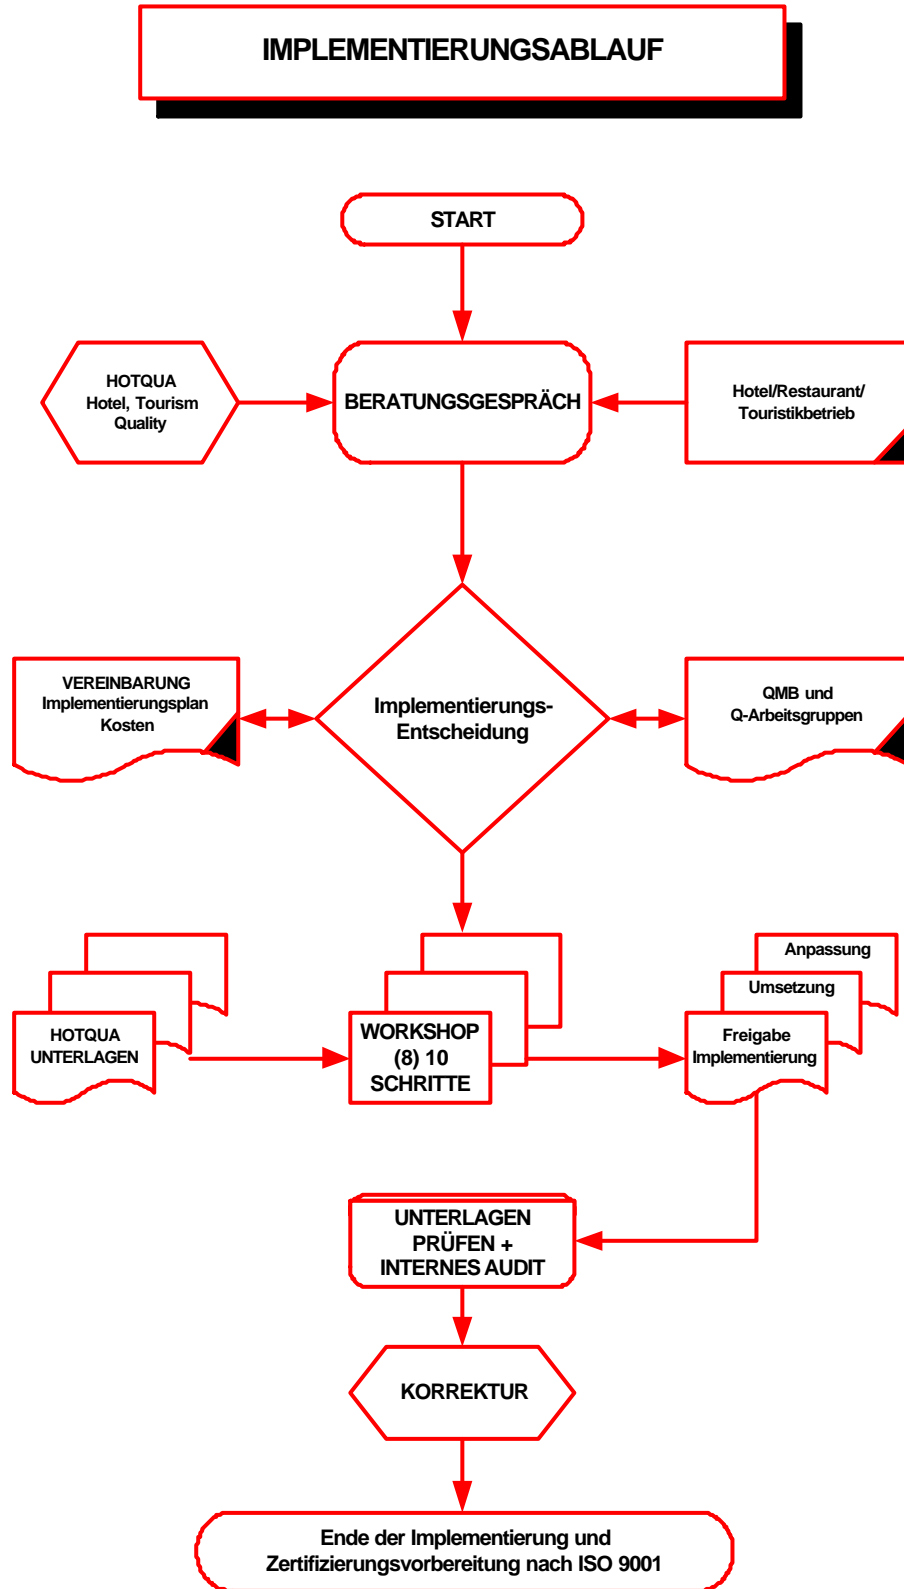 IMPLEMENTIERUNGSABLAUF
START
HOTQUA
Hotel, Tourism
Quality
BERATUNGSGESPRÄCH
Hotel/Restaurant/
Touristikbetrieb
VEREINBARUNG
Implementierungsplan
Kosten
Implementierungs-
Entscheidung
QMB und
Q-Arbeitsgruppen
HOTQUA
UNTERLAGEN
WORKSHOP
(8) 10
SCHRITTE
Anpassung
Umsetzung
Freigabe
Implementierung
UNTERLAGEN
PRÜFEN +
INTERNES AUDIT
KORREKTUR
Ende der Implementierung und
Zertifizierungsvorbereitung nach ISO 9001